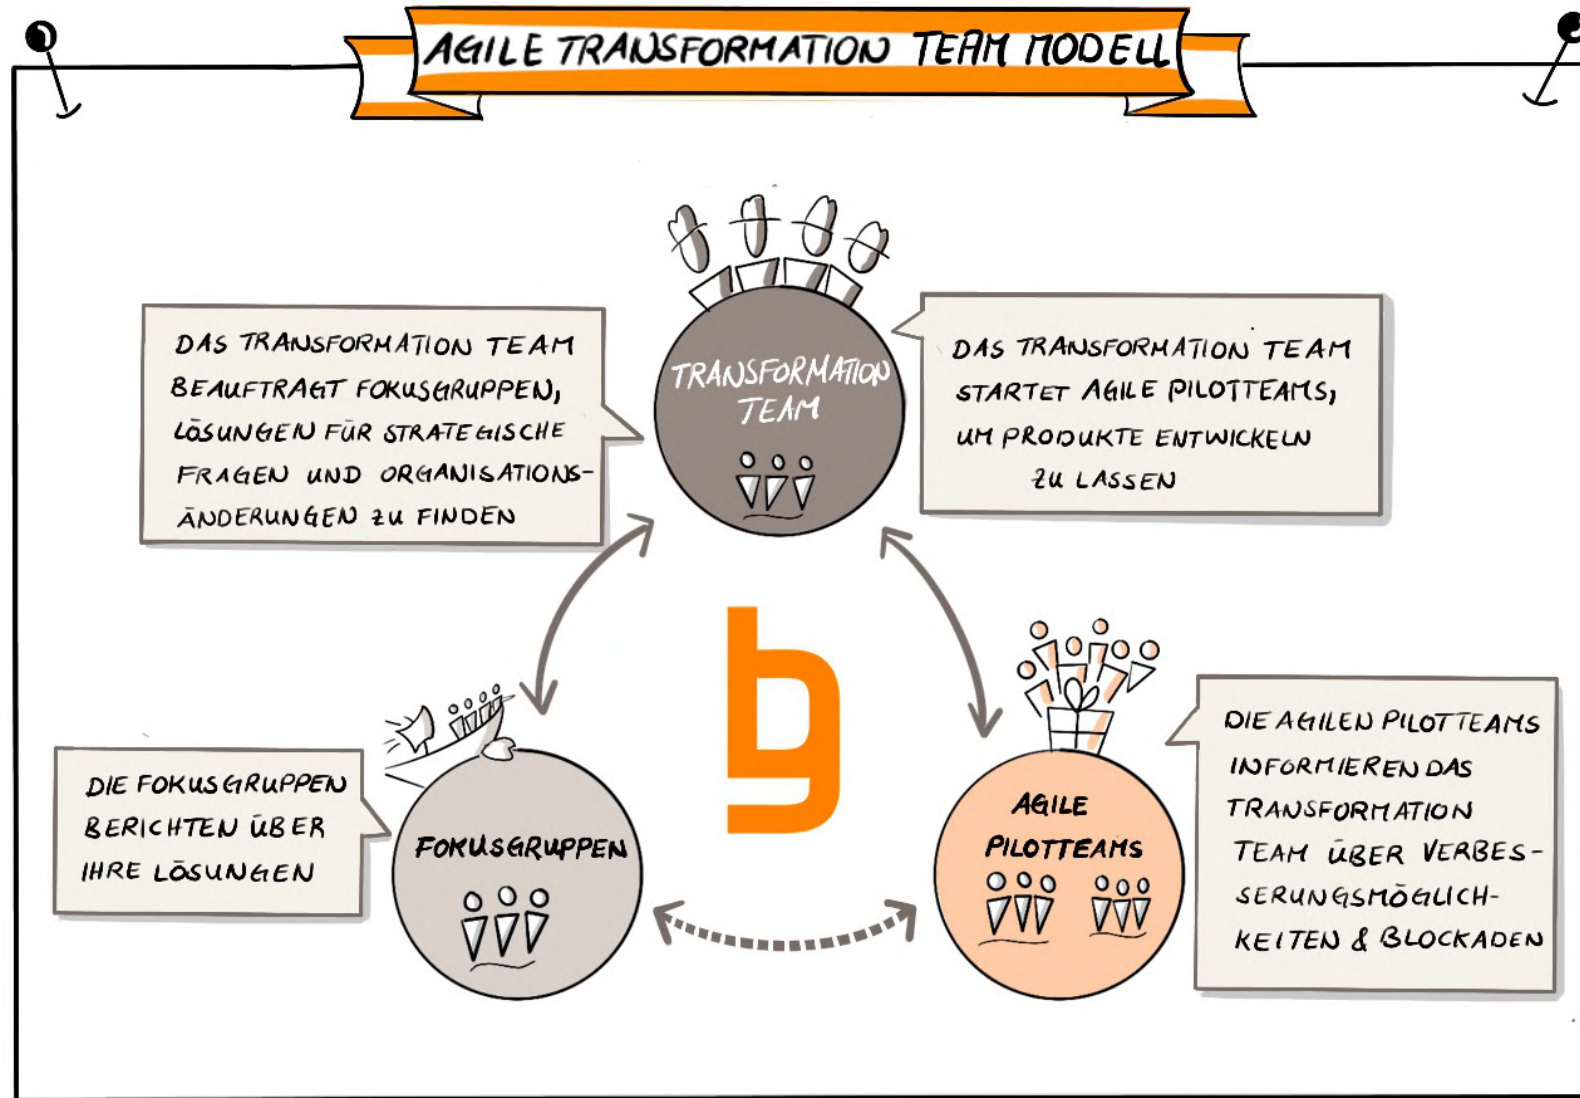 AGILE TRANSFORMATION TEAM MODELL
DAS TRANSFORMATION TEAM
BEAUFTRAGT FOKUSGRUPPEN,
LÖSUNGEN FÜR STRATEGISCHE
FRAGEN UND ORGANISATIONS-
ÄNDERUNGEN ZU FINDEN
TRANSFORMATION
TEAM
DAS TRANSFORMATION TEAM
STARTET AGILE PILOTTEAMS,
UM PRODUKTE ENTWICKELN
ZU LASSEN
DIE FOKUSGRUPPEN
BERICHTEN ÜBER
IHRE LÖSUNGEN
FOKUSGRUPPEN
AGILE
PILOTTEAMS
DIE AGILEN PILOTTEAMS
INFORMIEREN DAS
TRANSFORMATION
TEAM ÜBER VERBES-
SERUNGSMÖGLICH-
KEITEN & BLOCKADEN